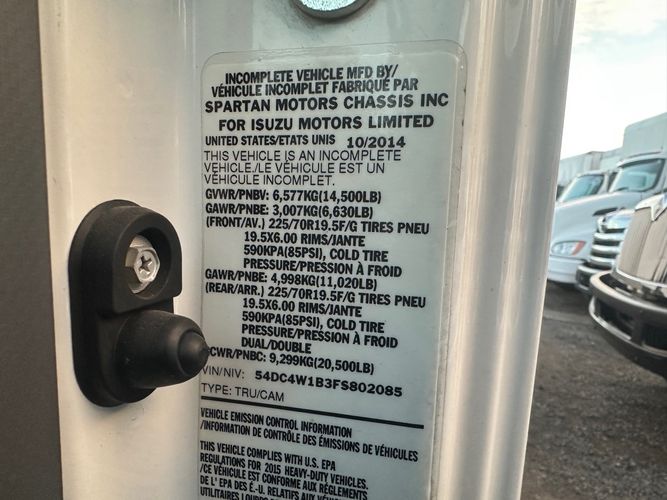 INCOMPLETE VEHICLE MFD BY/
VÉHICULE INCOMPLET FABRIQUÉ PAR
SPARTAN MOTORS CHASSIS INC
FOR ISUZU MOTORS LIMITED
UNITED STATES/ETATS UNIS 10/2014
THIS VEHICLE IS AN INCOMPLETE
VEHICLE./LE VÉHICULE EST UN
VÉHICULE INCOMPLET.
GVWR/PNBV: 6,577KG(14,500LB)
GAWR/PNBE: 3,007KG(6,630LB)
(FRONT/AV.) 225/70R19.5F/G TIRES PNEU
19.5X6.00 RIMS/JANTE
590KPA(85PSI), COLD TIRE
PRESSURE/PRESSION À FROID
GAWR/PNBE: 4,998KG(11,020LB)
(REAR/ARR.) 225/70R19.5F/G TIRES PNEU
19.5X6.00 RIMS/JANTE
590KPA(85PSI), COLD TIRE
PRESSURE/PRESSION À FROID
DUAL/DOUBLE
CWR/PNBC: 9,299KG(20,500LB)
VIN/NIV: 54DC4W1B3FS802085
TYPE: TRU/CAM
VEHICLE EMISSION CONTROL INFORMATION
/INFORMATION DE CONTRÔLE DES ÉMISSIONS DE VÉHICULES
THIS VEHICLE COMPLIES WITH U.S. EPA
REGULATIONS FOR 2015 HEAVY-DUTY VEHICLES.
/CE VÉHICULE EST CONFORME AUX RÈGLEMENTS
DE L' EPA DES É.-U. RELATIFS AUX VÉHICULES
UTILITAIRES LOURDS